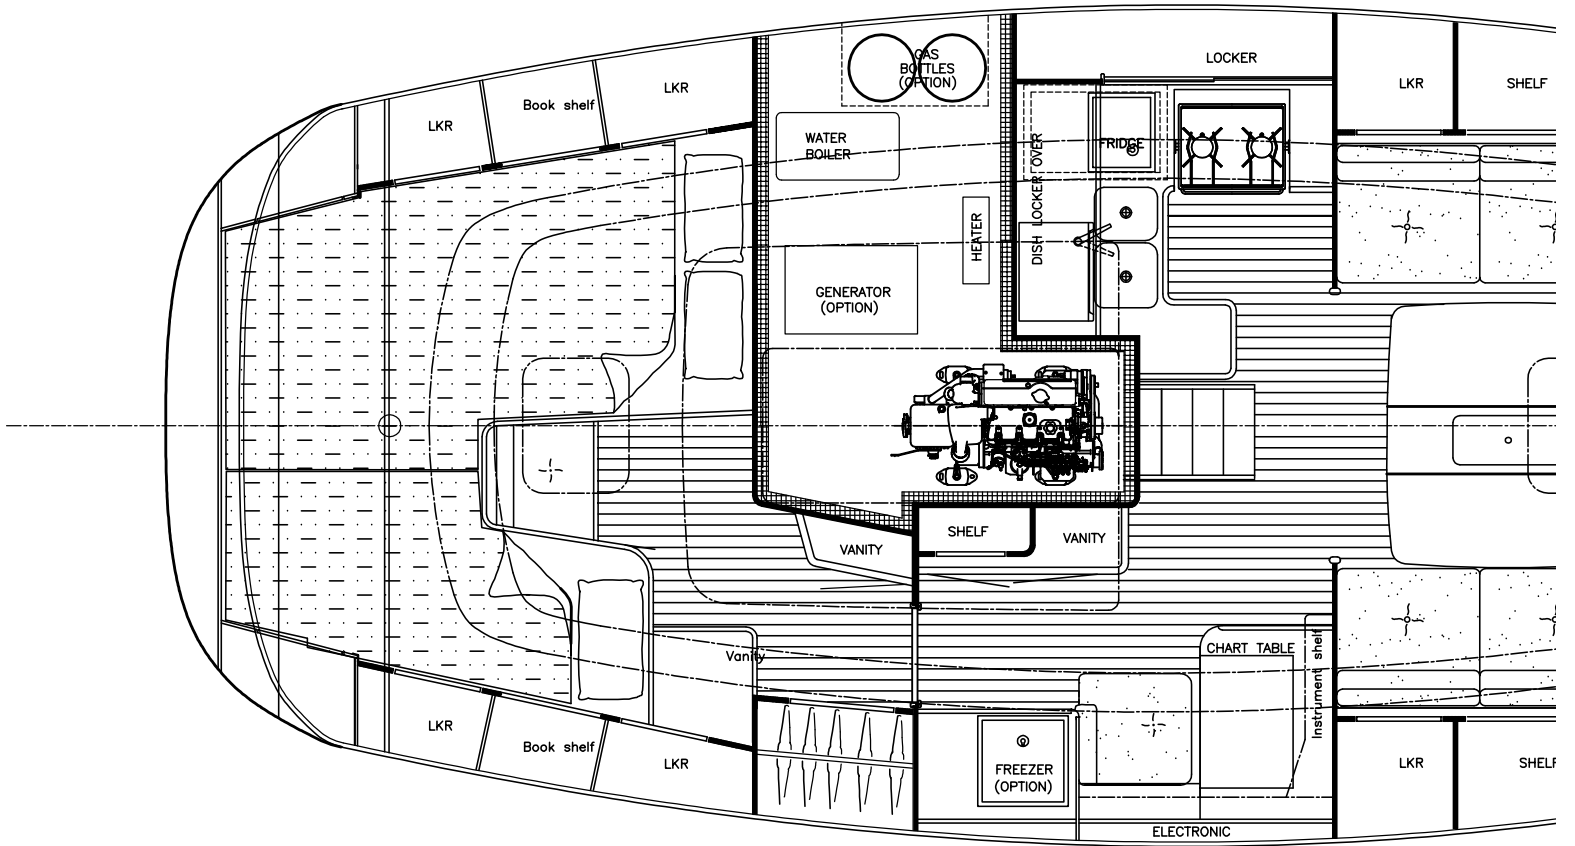 GAS
BOTTLES
(OPTION)
LOCKER
LKR
SHELF
LKR
Book shelf
LKR
WATER
BOILER
DISH LOCKER OVER
FRIDGE
HEATER
GENERATOR
(OPTION)
SHELF
VANITY
VANITY
Vanity
CHART TABLE
Instrument shelf
LKR
Book shelf
LKR
FREEZER
(OPTION)
LKR
SHELF
ELECTRONIC